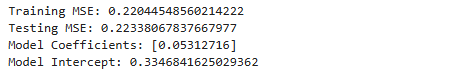 Training MSE: 0.22044548560214222
Testing MSE: 0.22338067837667977
Model Coefficients: [0.05312716]
Model Intercept: 0.3346841625029362